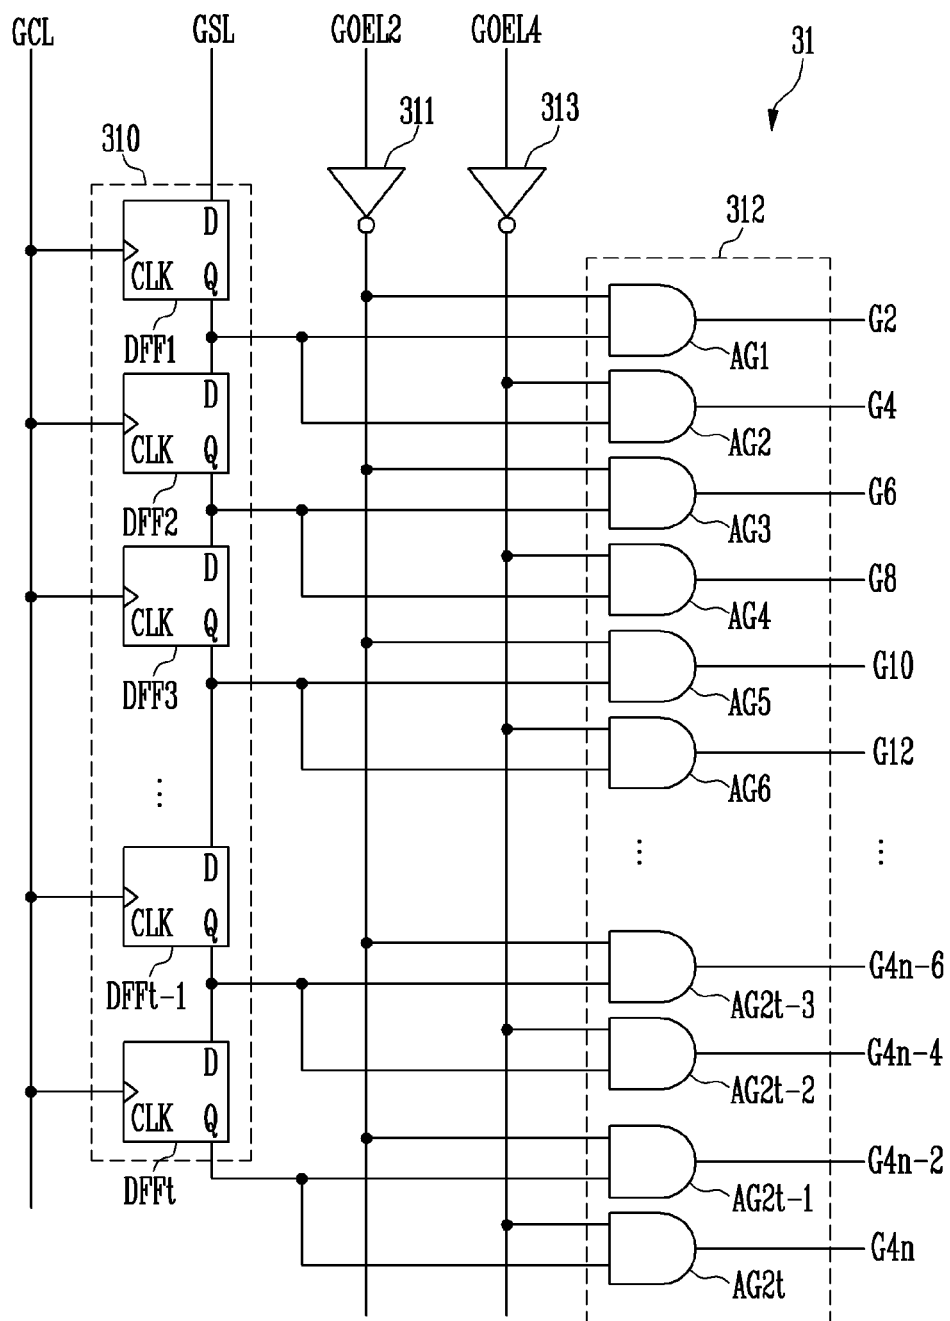 GCL GSL GOEL2 GOEL4
31
311 313
310
312
D
CLK Q
DFF1
D
CLK Q
DFF2
D
CLK Q
DFF3
⋮
D
CLK Q
DFFt-1
D
CLK Q
DFFt
AG1 G2
AG2 G4
AG3 G6
AG4 G8
AG5 G10
AG6 G12
⋮ ⋮
AG2t-3 G4n-6
AG2t-2 G4n-4
AG2t-1 G4n-2
AG2t G4n